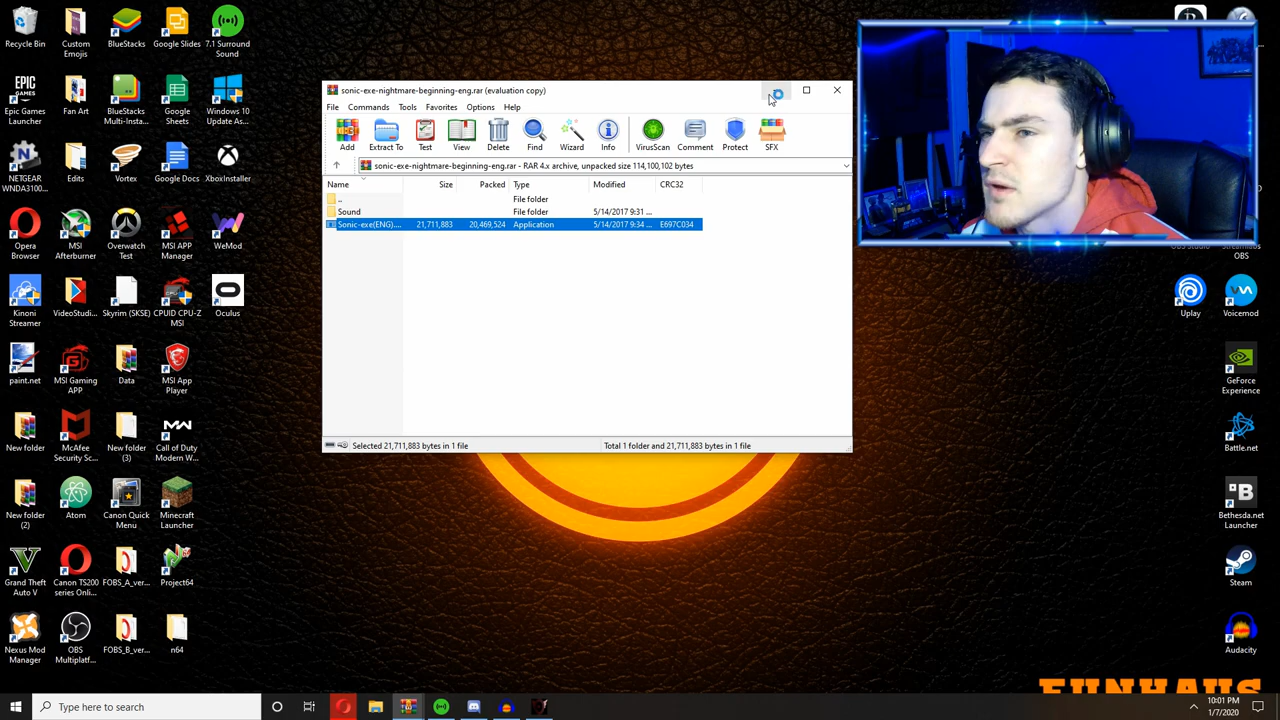 Recycle Bin
Custom
Emojis
BlueStacks
Google Slides
7.1 Surround
Sound
Epic Games
Launcher
Fan Art
BlueStacks
Multi-Insta...
Google
Sheets
Windows 10
Update As...
NETGEAR
WNDA3100...
Edits
Vortex
Google Docs
XboxInstaller
Opera
Browser
MSI
Afterburner
Overwatch
Test
MSI APP
Manager
WeMod
Kinoni
Streamer
VideoStudi...
Skyrim (SKSE)
CPUID CPU-Z
MSI
Oculus
paint.net
MSI Gaming
APP
Data
MSI App
Player
New folder
McAfee
Security Sc...
New folder
(3)
Call of Duty
Modern W...
New folder
(2)
Atom
Canon Quick
Menu
Minecraft
Launcher
Grand Theft
Auto V
Canon TS200
series Onli...
FOBS_A_ver...
Project64
Nexus Mod
Manager
OBS
Multiplatf...
FOBS_B_ver...
n64
sonic-exe-nightmare-beginning-eng.rar (evaluation copy)
File Commands Tools Favorites Options Help
Add Extract To Test View Delete Find Wizard Info VirusScan Comment Protect SFX
sonic-exe-nightmare-beginning-eng.rar - RAR 4.x archive, unpacked size 114,100,102 bytes
Name Size Packed Type Modified CRC32
.. File folder
Sound File folder 5/14/2017 9:31 ...
Sonic-exe(ENG).... 21,711,883 20,469,524 Application 5/14/2017 9:34 ... E697C034
Selected 21,711,883 bytes in 1 file Total 1 folder and 21,711,883 bytes in 1 file
OBS Studio
Streamlabs
OBS
Uplay
Voicemod
GeForce
Experience
Battle.net
Bethesda.net
Launcher
Steam
Audacity
FUNHAUS
Type here to search
10:01 PM
1/7/2020